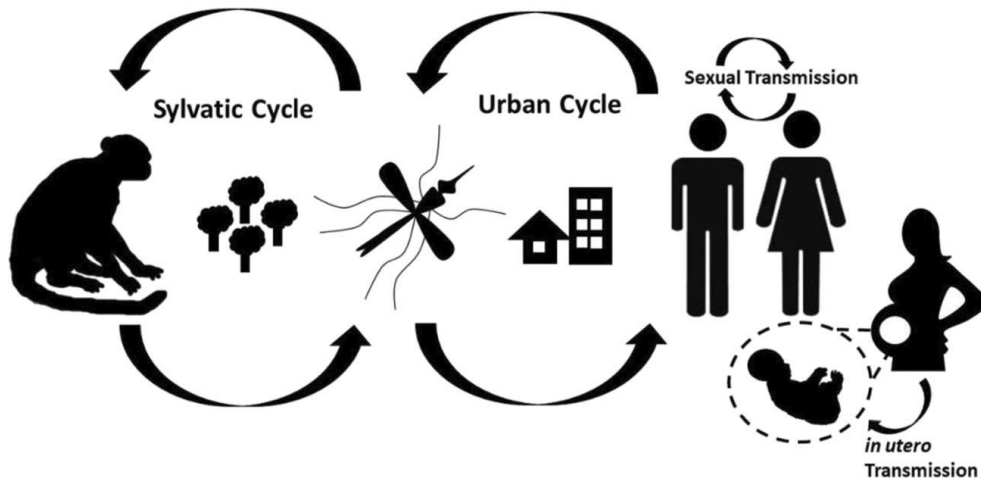 Sylvatic Cycle
Urban Cycle
Sexual Transmission
in utero
Transmission